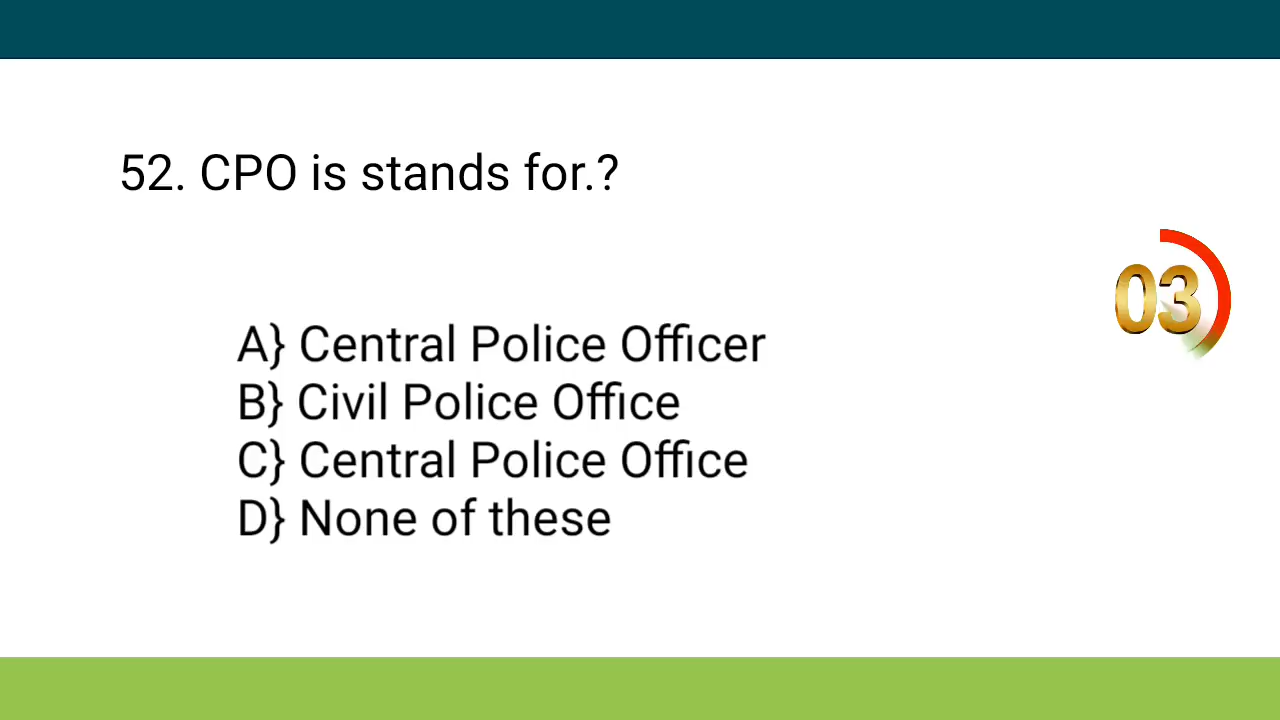 52. CPO is stands for.?
03
A} Central Police Officer
B} Civil Police Office
C} Central Police Office
D} None of these